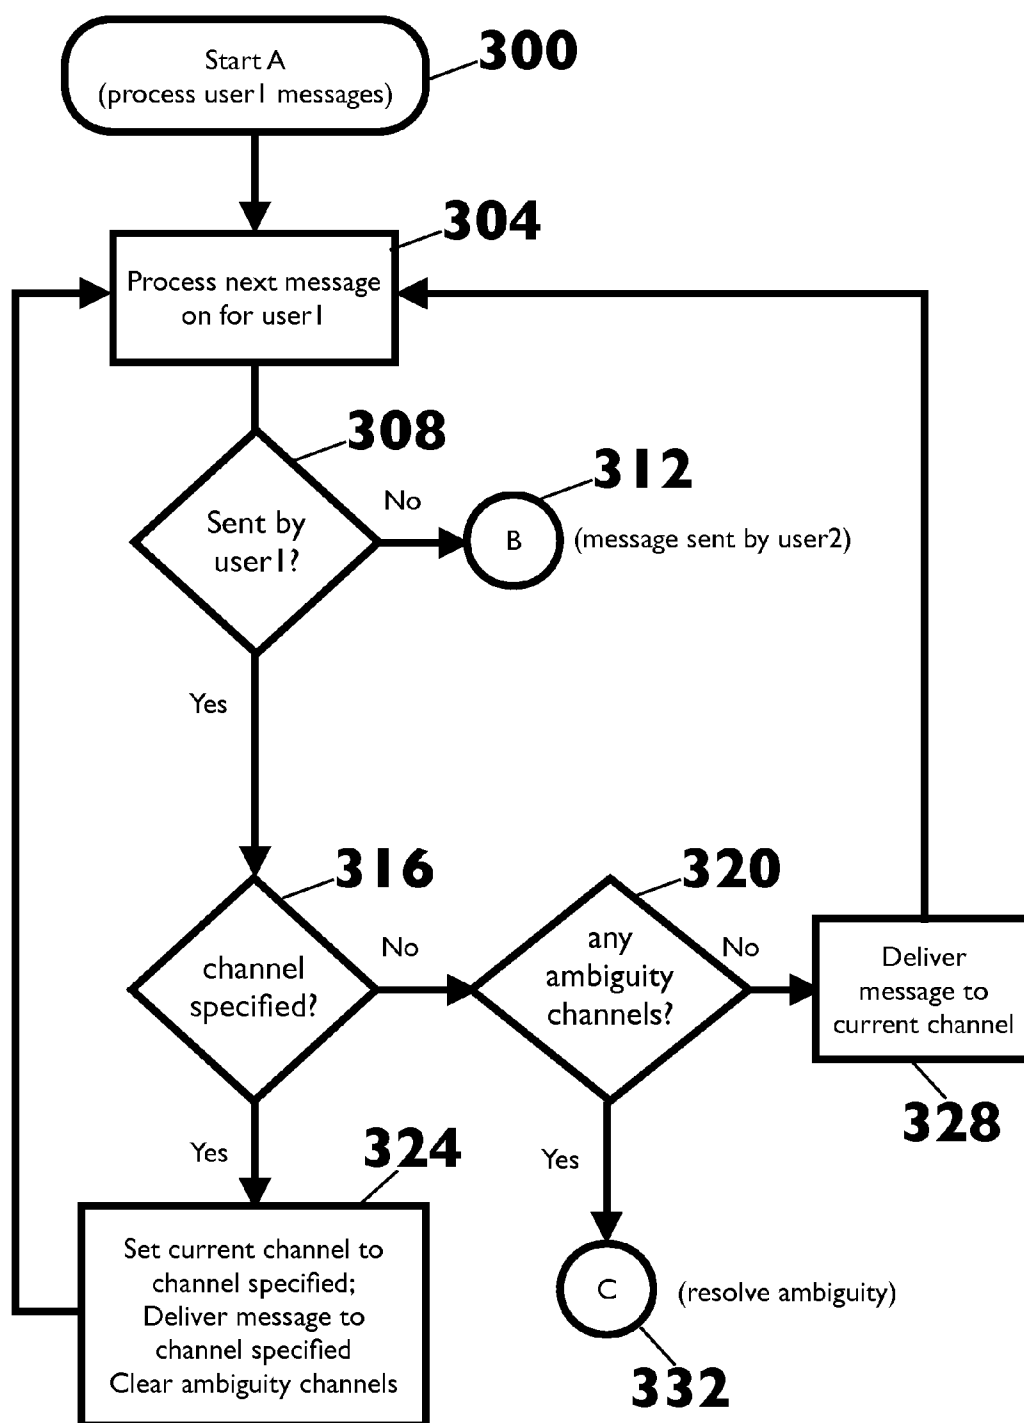 Start A
(process user1 messages)
300
304
Process next message
on for user1
308
Sent by
user1?
No
312
B
(message sent by user2)
Yes
316
channel
specified?
No
320
any
ambiguity
channels?
No
Deliver
message to
current channel
328
Yes
324
Set current channel to
channel specified;
Deliver message to
channel specified
Clear ambiguity channels
Yes
C
(resolve ambiguity)
332